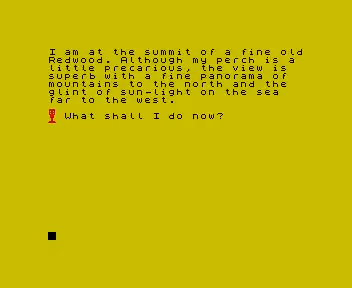 I am at the summit of a fine old
Redwood. Although my perch is a
little precarious, the view is
superb with a fine panorama of
mountains to the north and the
glint of sun-light on the sea
far to the west.
What shall I do now?